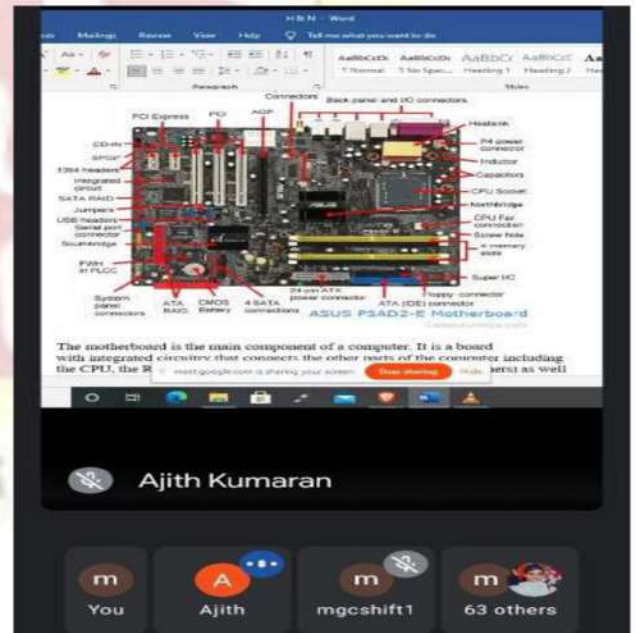 H & N - Word
Mailings Review View Help Tell me what you want to do
AaBbCcDc AaBbCcDc AaBbCc AaBbCcC
¶ Normal ¶ No Spac... Heading 1 Heading 2
Paragraph Styles
Connectors
Back panel and I/O connectors
PCI Express PCI AGP
Heatsink
CD-IN
P4 power connector
SPDIF
Inductor
1394 headers
Capacitors
Integrated circuit
CPU Socket
SATA RAID
Northbridge
Jumpers
CPU Fan connection
USB headers
Serial port connector
Screw hole
Southbridge
4 memory slots
FWH in PLCC
Super I/O
System panel connectors
ATA RAID
CMOS Battery
4 SATA connections
24-pin ATX power connector
ATA (IDE) connector
Floppy connector
ASUS P5AD2-E Motherboard
The motherboard is the main component of a computer. It is a board
with integrated circuitry that connects the other parts of the computer including
the CPU, the R as well
meet.google.com is sharing your screen. Stop sharing Hide
Ajith Kumaran
m A m m
You Ajith mgcshift1 63 others